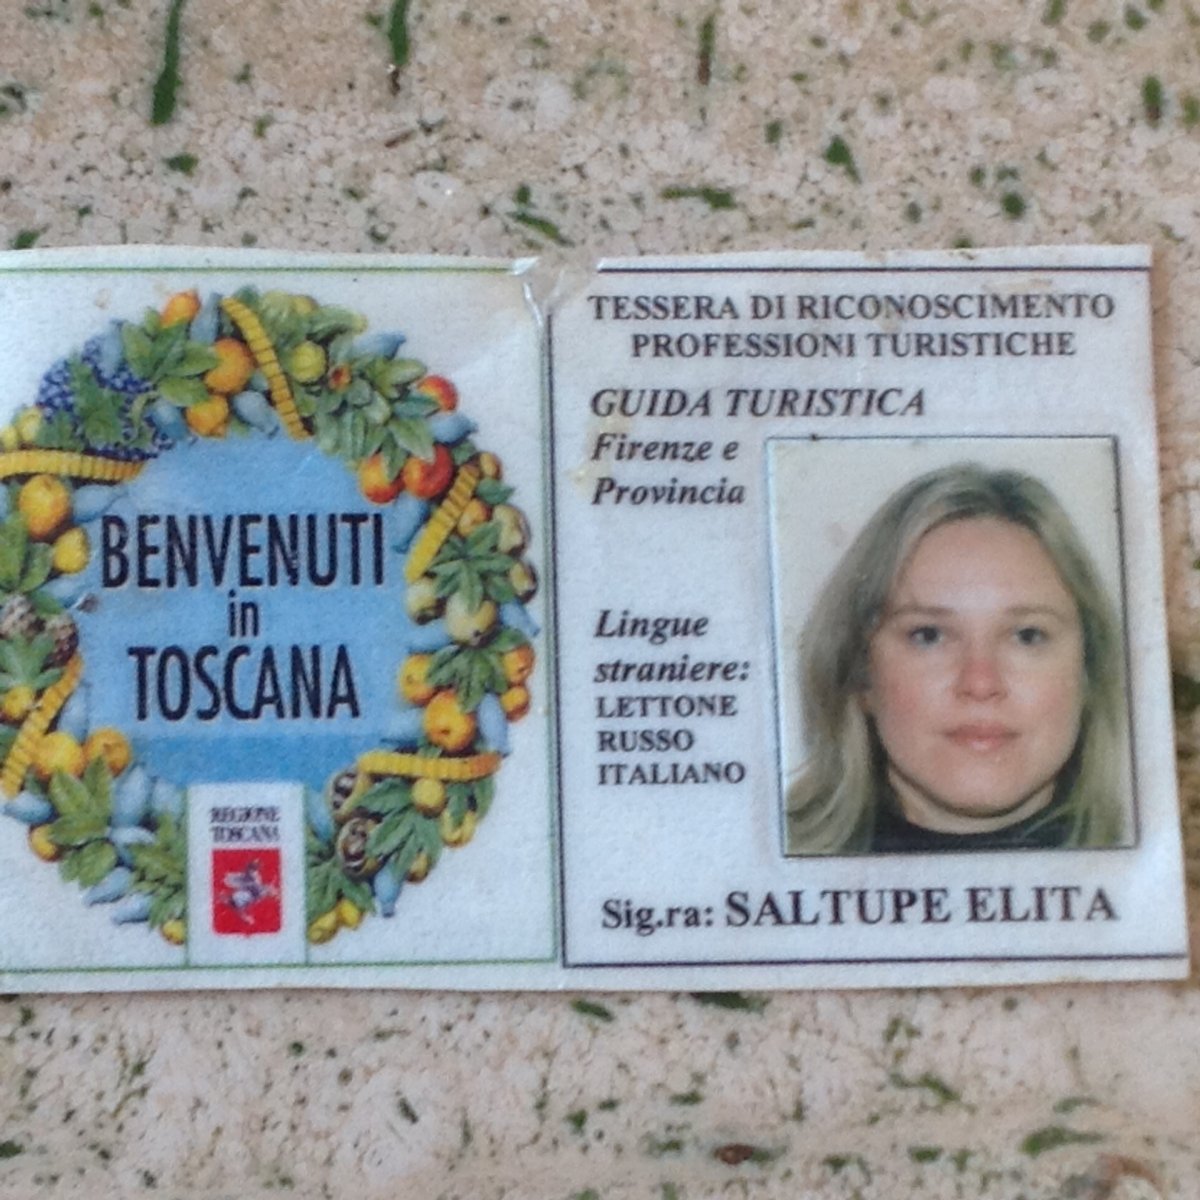 BENVENUTI
in
TOSCANA
REGIONE
TOSCANA
TESSERA DI RICONOSCIMENTO
PROFESSIONI TURISTICHE
GUIDA TURISTICA
Firenze e
Provincia
Lingue
straniere:
LETTONE
RUSSO
ITALIANO
Sig.ra: SALTUPE ELITA